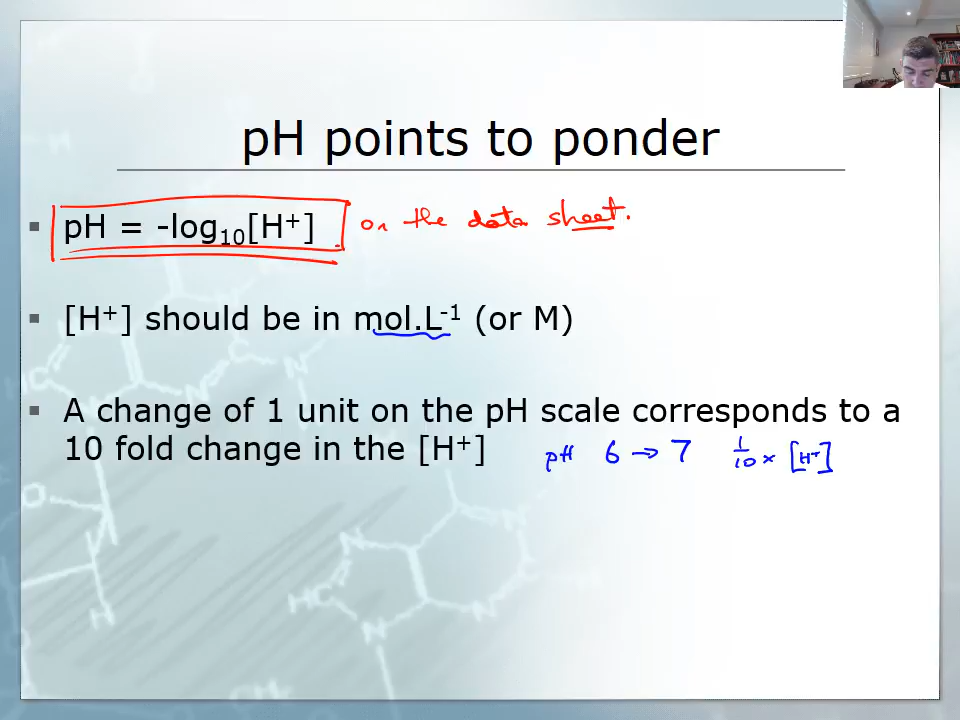 pH points to ponder
▪ pH = -log₁₀[H⁺] on the data sheet.
▪ [H⁺] should be in mol.L⁻¹ (or M)
▪ A change of 1 unit on the pH scale corresponds to a
10 fold change in the [H⁺] pH 6 → 7 1/10 × [H⁺]